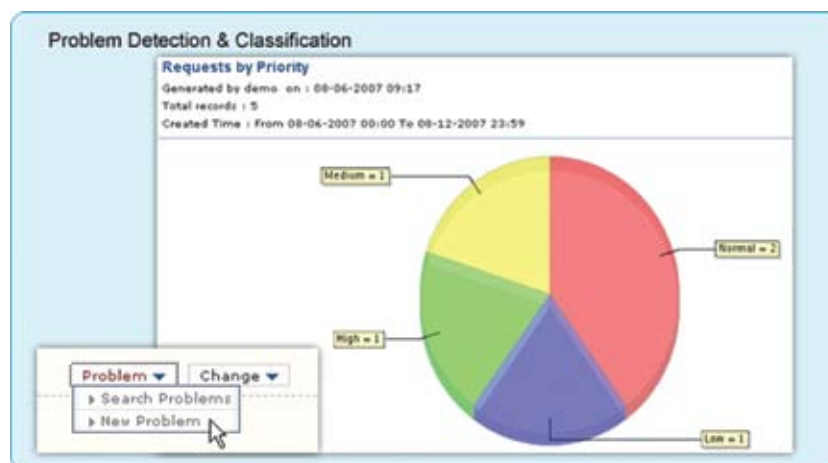 Problem Detection & Classification
Requests by Priority
Generated by demo on : 08-06-2007 09:17
Total records : 5
Created Time : From 08-06-2007 00:00 To 08-12-2007 23:59
Medium = 1
Normal = 2
High = 1
Low = 1
Problem
Change
Search Problems
New Problem